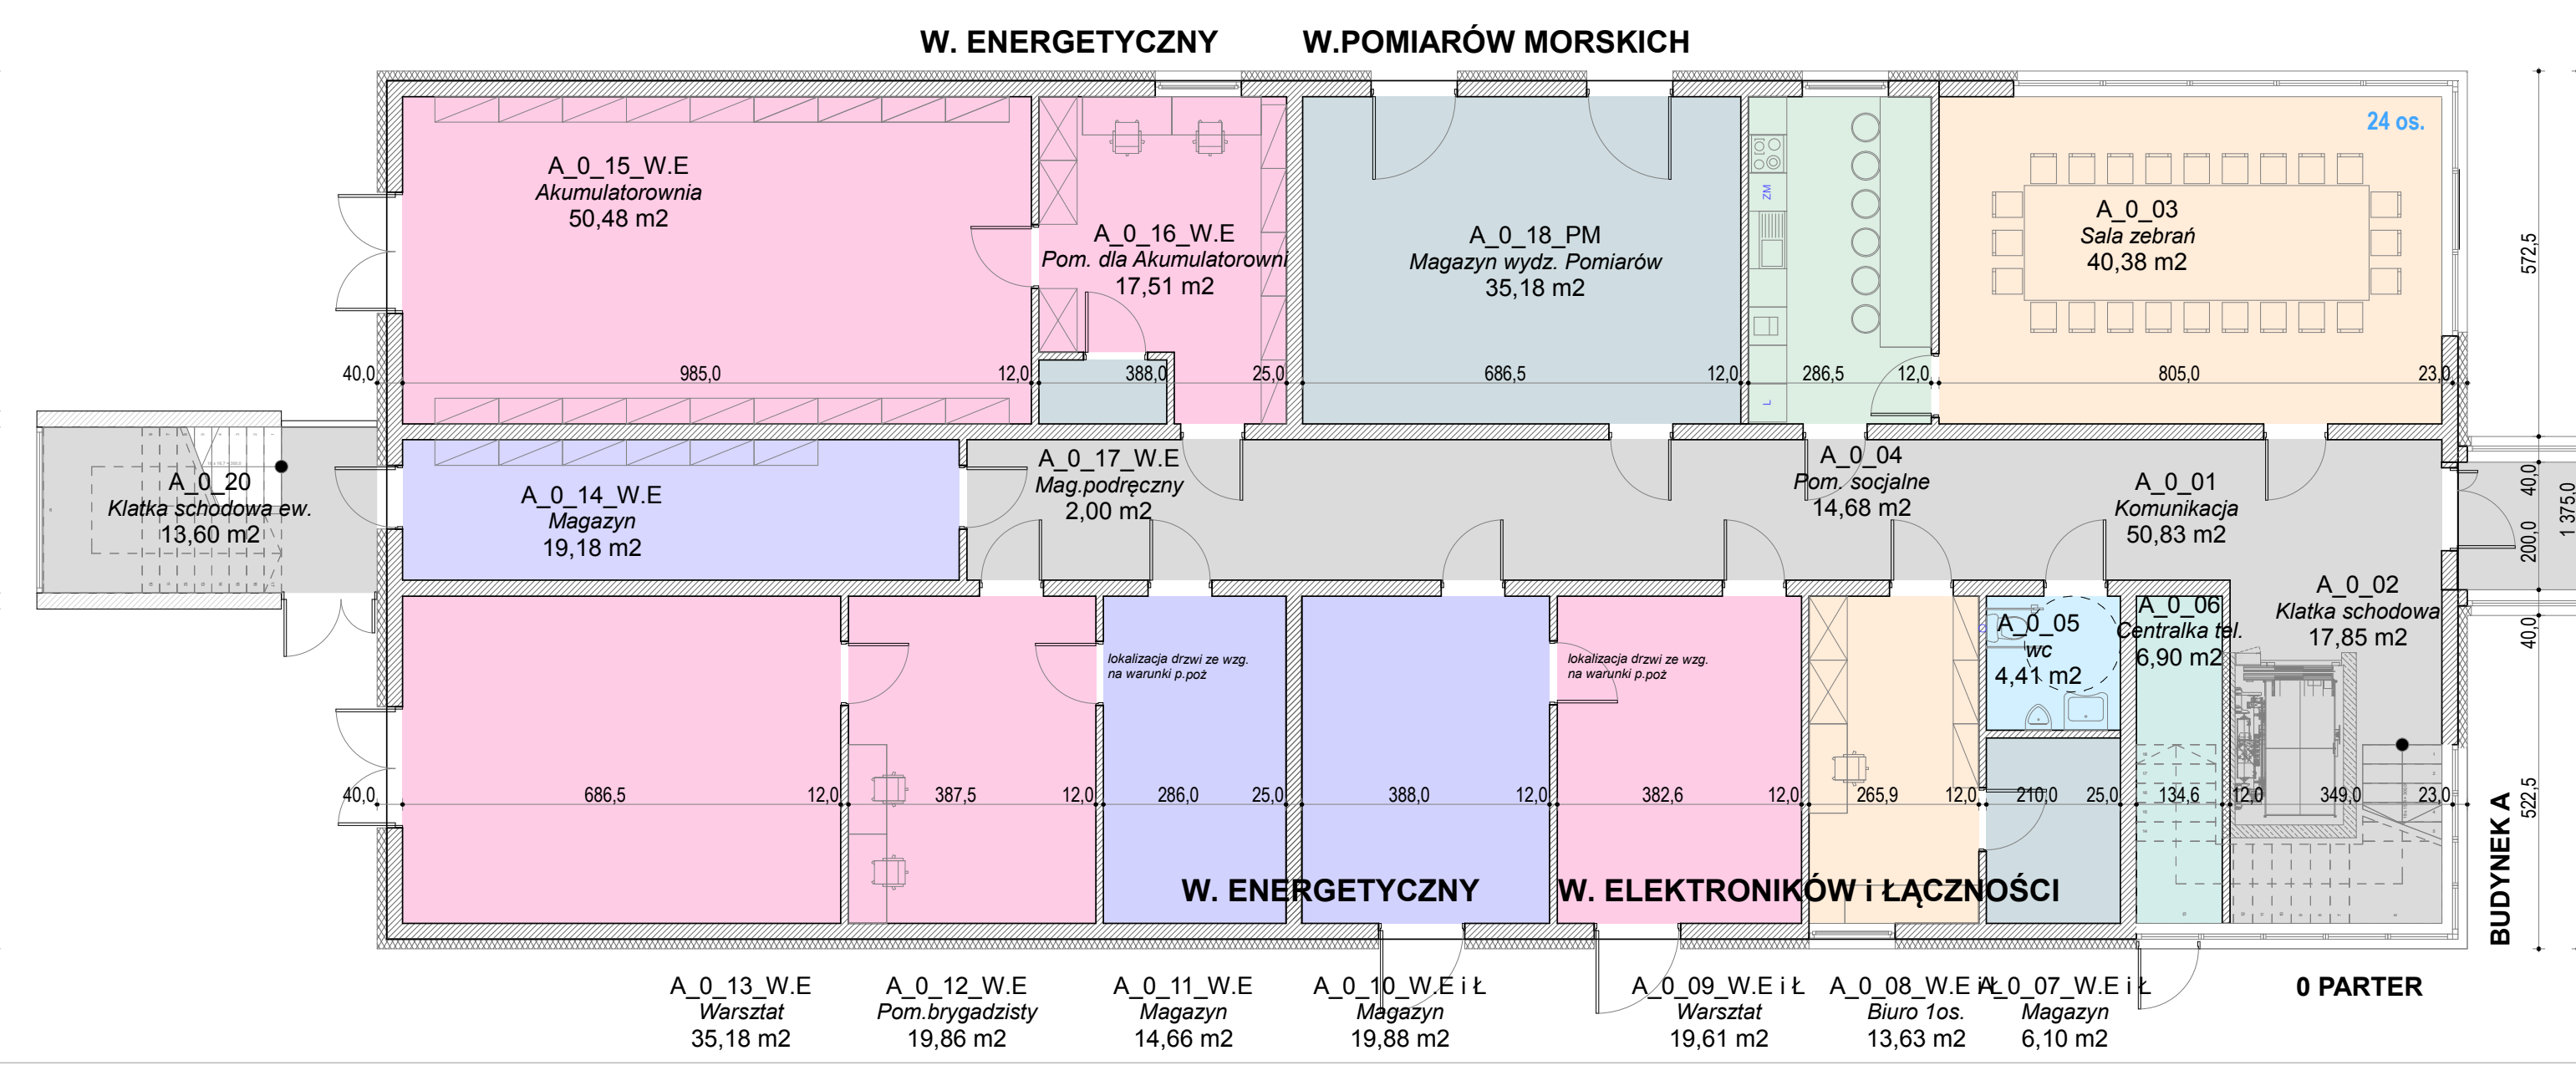 W. ENERGETYCZNY
W.POMIARÓW MORSKICH
24 os.
A_0_15_W.E
Akumulatorownia
50,48 m2
A_0_16_W.E
Pom. dla Akumulatorowni
17,51 m2
A_0_18_PM
Magazyn wydz. Pomiarów
35,18 m2
ZM
L
A_0_03
Sala zebrań
40,38 m2
572,5
40,0
985,0
12,0
388,0
25,0
686,5
12,0
286,5
12,0
805,0
23,0
A_0_20
Klatka schodowa ew.
13,60 m2
A_0_14_W.E
Magazyn
19,18 m2
A_0_17_W.E
Mag.podręczny
2,00 m2
A_0_04
Pom. socjalne
14,68 m2
A_0_01
Komunikacja
50,83 m2
40,0
200,0
1 375,0
40,0
A_0_02
Klatka schodowa
17,85 m2
A_0_05
wc
4,41 m2
A_0_06
Centralka tel.
6,90 m2
lokalizacja drzwi ze wzg.
na warunki p.poż
lokalizacja drzwi ze wzg.
na warunki p.poż
40,0
686,5
12,0
387,5
12,0
286,0
25,0
388,0
12,0
382,6
12,0
265,9
12,0
210,0
25,0
134,6
12,0
349,0
23,0
522,5
BUDYNEK A
W. ENERGETYCZNY
W. ELEKTRONIKÓW i ŁĄCZNOŚCI
A_0_13_W.E
Warsztat
35,18 m2
A_0_12_W.E
Pom.brygadzisty
19,86 m2
A_0_11_W.E
Magazyn
14,66 m2
A_0_10_W.E i Ł
Magazyn
19,88 m2
A_0_09_W.E i Ł
Warsztat
19,61 m2
A_0_08_W.E i Ł
Biuro 1os.
13,63 m2
A_0_07_W.E i Ł
Magazyn
6,10 m2
0 PARTER